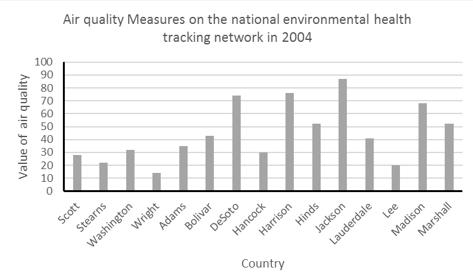 Air quality Measures on the national environmental health
tracking network in 2004
Value of air quality
100
90
80
70
60
50
40
30
20
10
0
Scott
Stearns
Washington
Wright
Adams
Bolivar
DeSoto
Hancock
Harrison
Hinds
Jackson
Lauderdale
Lee
Madison
Marshall
Country